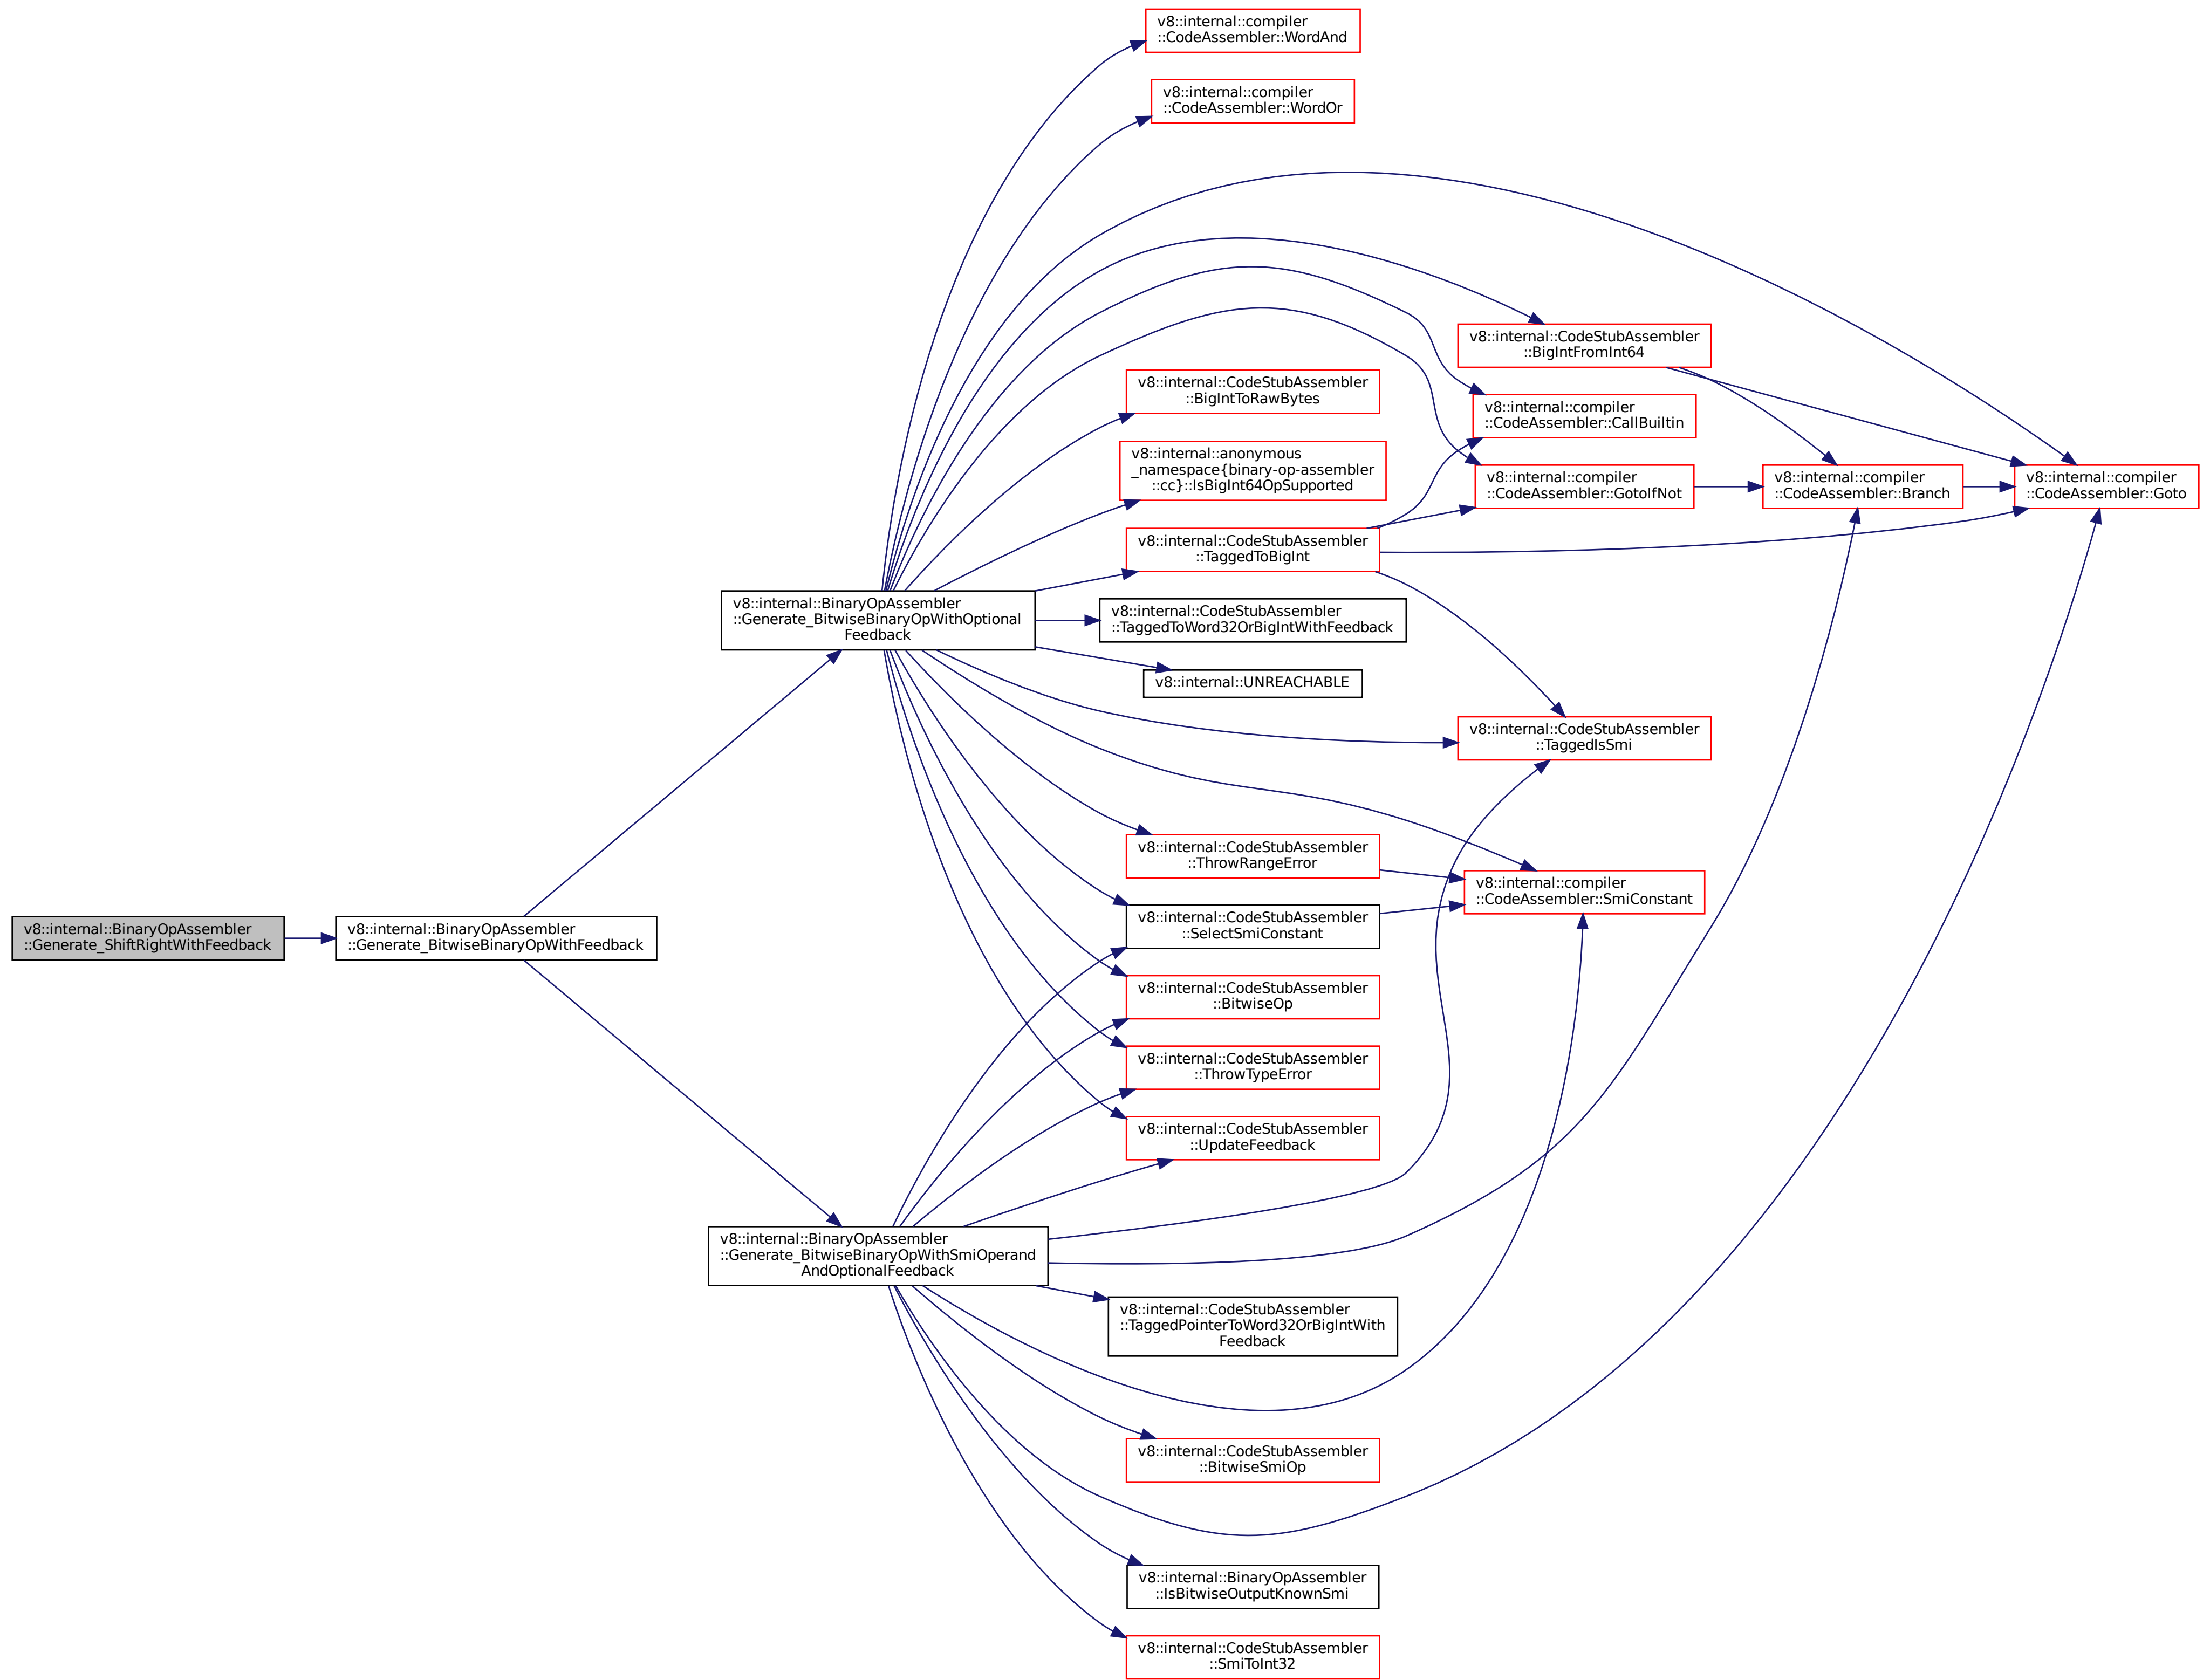 v8::internal::compiler
::CodeAssembler::WordAnd
v8::internal::compiler
::CodeAssembler::WordOr
v8::internal::CodeStubAssembler
::BigIntFromInt64
v8::internal::CodeStubAssembler
::BigIntToRawBytes
v8::internal::compiler
::CodeAssembler::CallBuiltin
v8::internal::anonymous
_namespace{binary-op-assembler
::cc}::IsBigInt64OpSupported
v8::internal::compiler
::CodeAssembler::GotoIfNot
v8::internal::compiler
::CodeAssembler::Branch
v8::internal::compiler
::CodeAssembler::Goto
v8::internal::CodeStubAssembler
::TaggedToBigInt
v8::internal::BinaryOpAssembler
::Generate_BitwiseBinaryOpWithOptional
Feedback
v8::internal::CodeStubAssembler
::TaggedToWord32OrBigIntWithFeedback
v8::internal::UNREACHABLE
v8::internal::CodeStubAssembler
::TaggedIsSmi
v8::internal::CodeStubAssembler
::ThrowRangeError
v8::internal::compiler
::CodeAssembler::SmiConstant
v8::internal::BinaryOpAssembler
::Generate_ShiftRightWithFeedback
v8::internal::BinaryOpAssembler
::Generate_BitwiseBinaryOpWithFeedback
v8::internal::CodeStubAssembler
::SelectSmiConstant
v8::internal::CodeStubAssembler
::BitwiseOp
v8::internal::CodeStubAssembler
::ThrowTypeError
v8::internal::CodeStubAssembler
::UpdateFeedback
v8::internal::BinaryOpAssembler
::Generate_BitwiseBinaryOpWithSmiOperand
AndOptionalFeedback
v8::internal::CodeStubAssembler
::TaggedPointerToWord32OrBigIntWith
Feedback
v8::internal::CodeStubAssembler
::BitwiseSmiOp
v8::internal::BinaryOpAssembler
::IsBitwiseOutputKnownSmi
v8::internal::CodeStubAssembler
::SmiToInt32